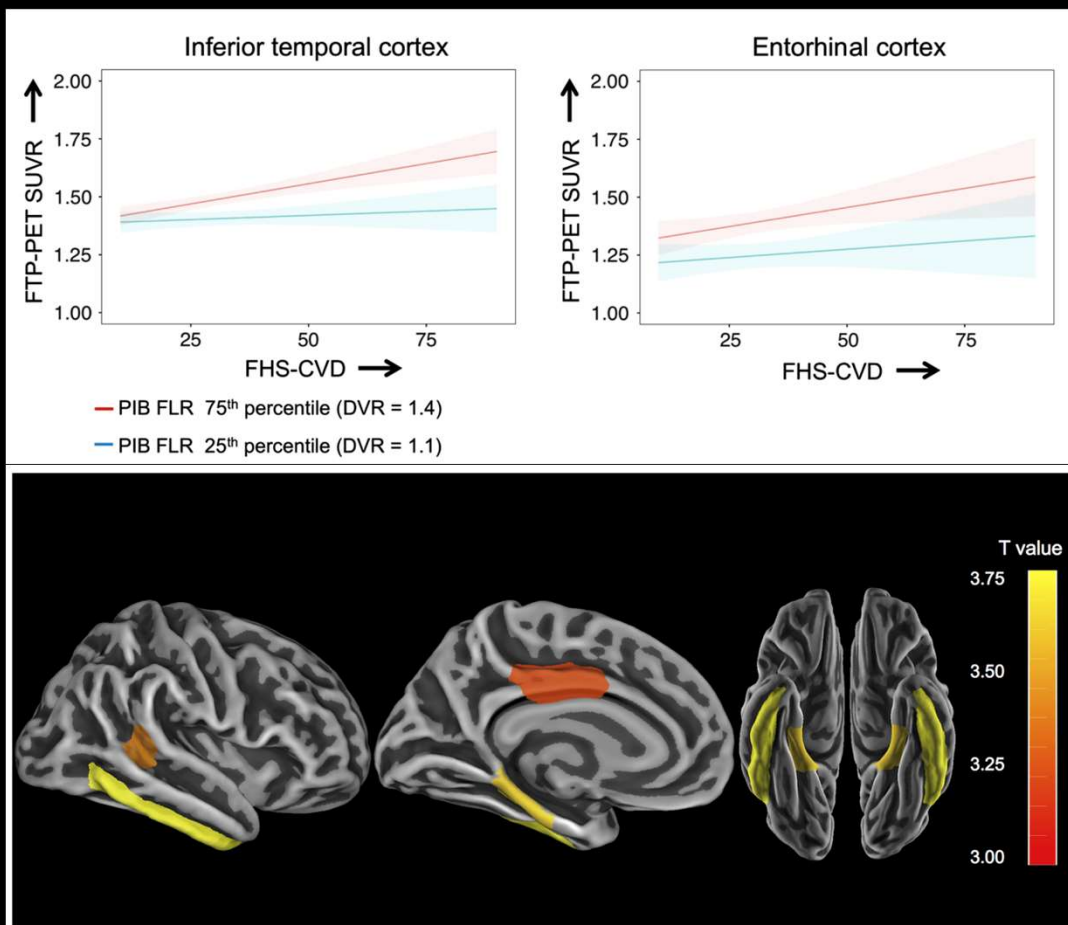 Inferior temporal cortex
2.00
1.75
1.50
1.25
1.00
FTP-PET SUVR
25
50
75
FHS-CVD
Entorhinal cortex
2.00
1.75
1.50
1.25
1.00
FTP-PET SUVR
25
50
75
FHS-CVD
PIB FLR 75th percentile (DVR = 1.4)
PIB FLR 25th percentile (DVR = 1.1)
T value
3.75
3.50
3.25
3.00